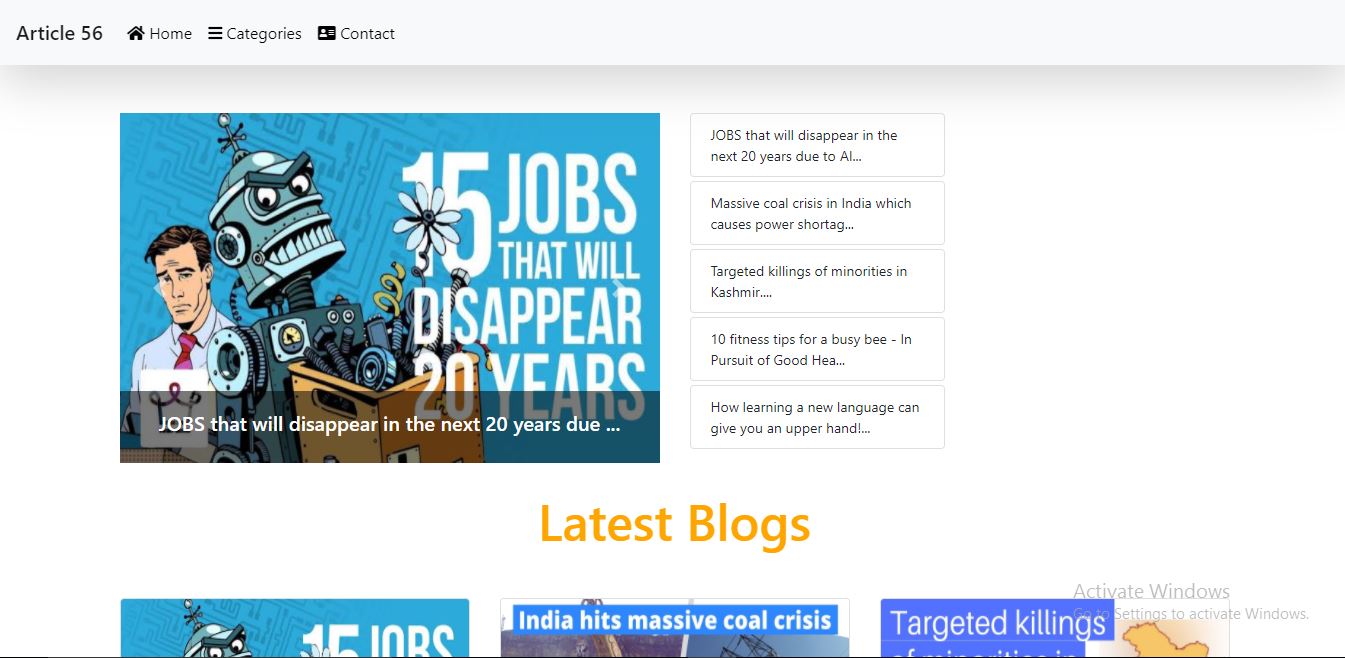 Article 56
Home
Categories
Contact
15 JOBS
THAT WILL
DISAPPEAR
20 YEARS
JOBS that will disappear in the next 20 years due ...
JOBS that will disappear in the
next 20 years due to AI...
Massive coal crisis in India which
causes power shortag...
Targeted killings of minorities in
Kashmir....
10 fitness tips for a busy bee - In
Pursuit of Good Hea...
How learning a new language can
give you an upper hand!...
Latest Blogs
15 JOBS
India hits massive coal crisis
Targeted killings
of minorities in
Activate Windows
Go to Settings to activate Windows.